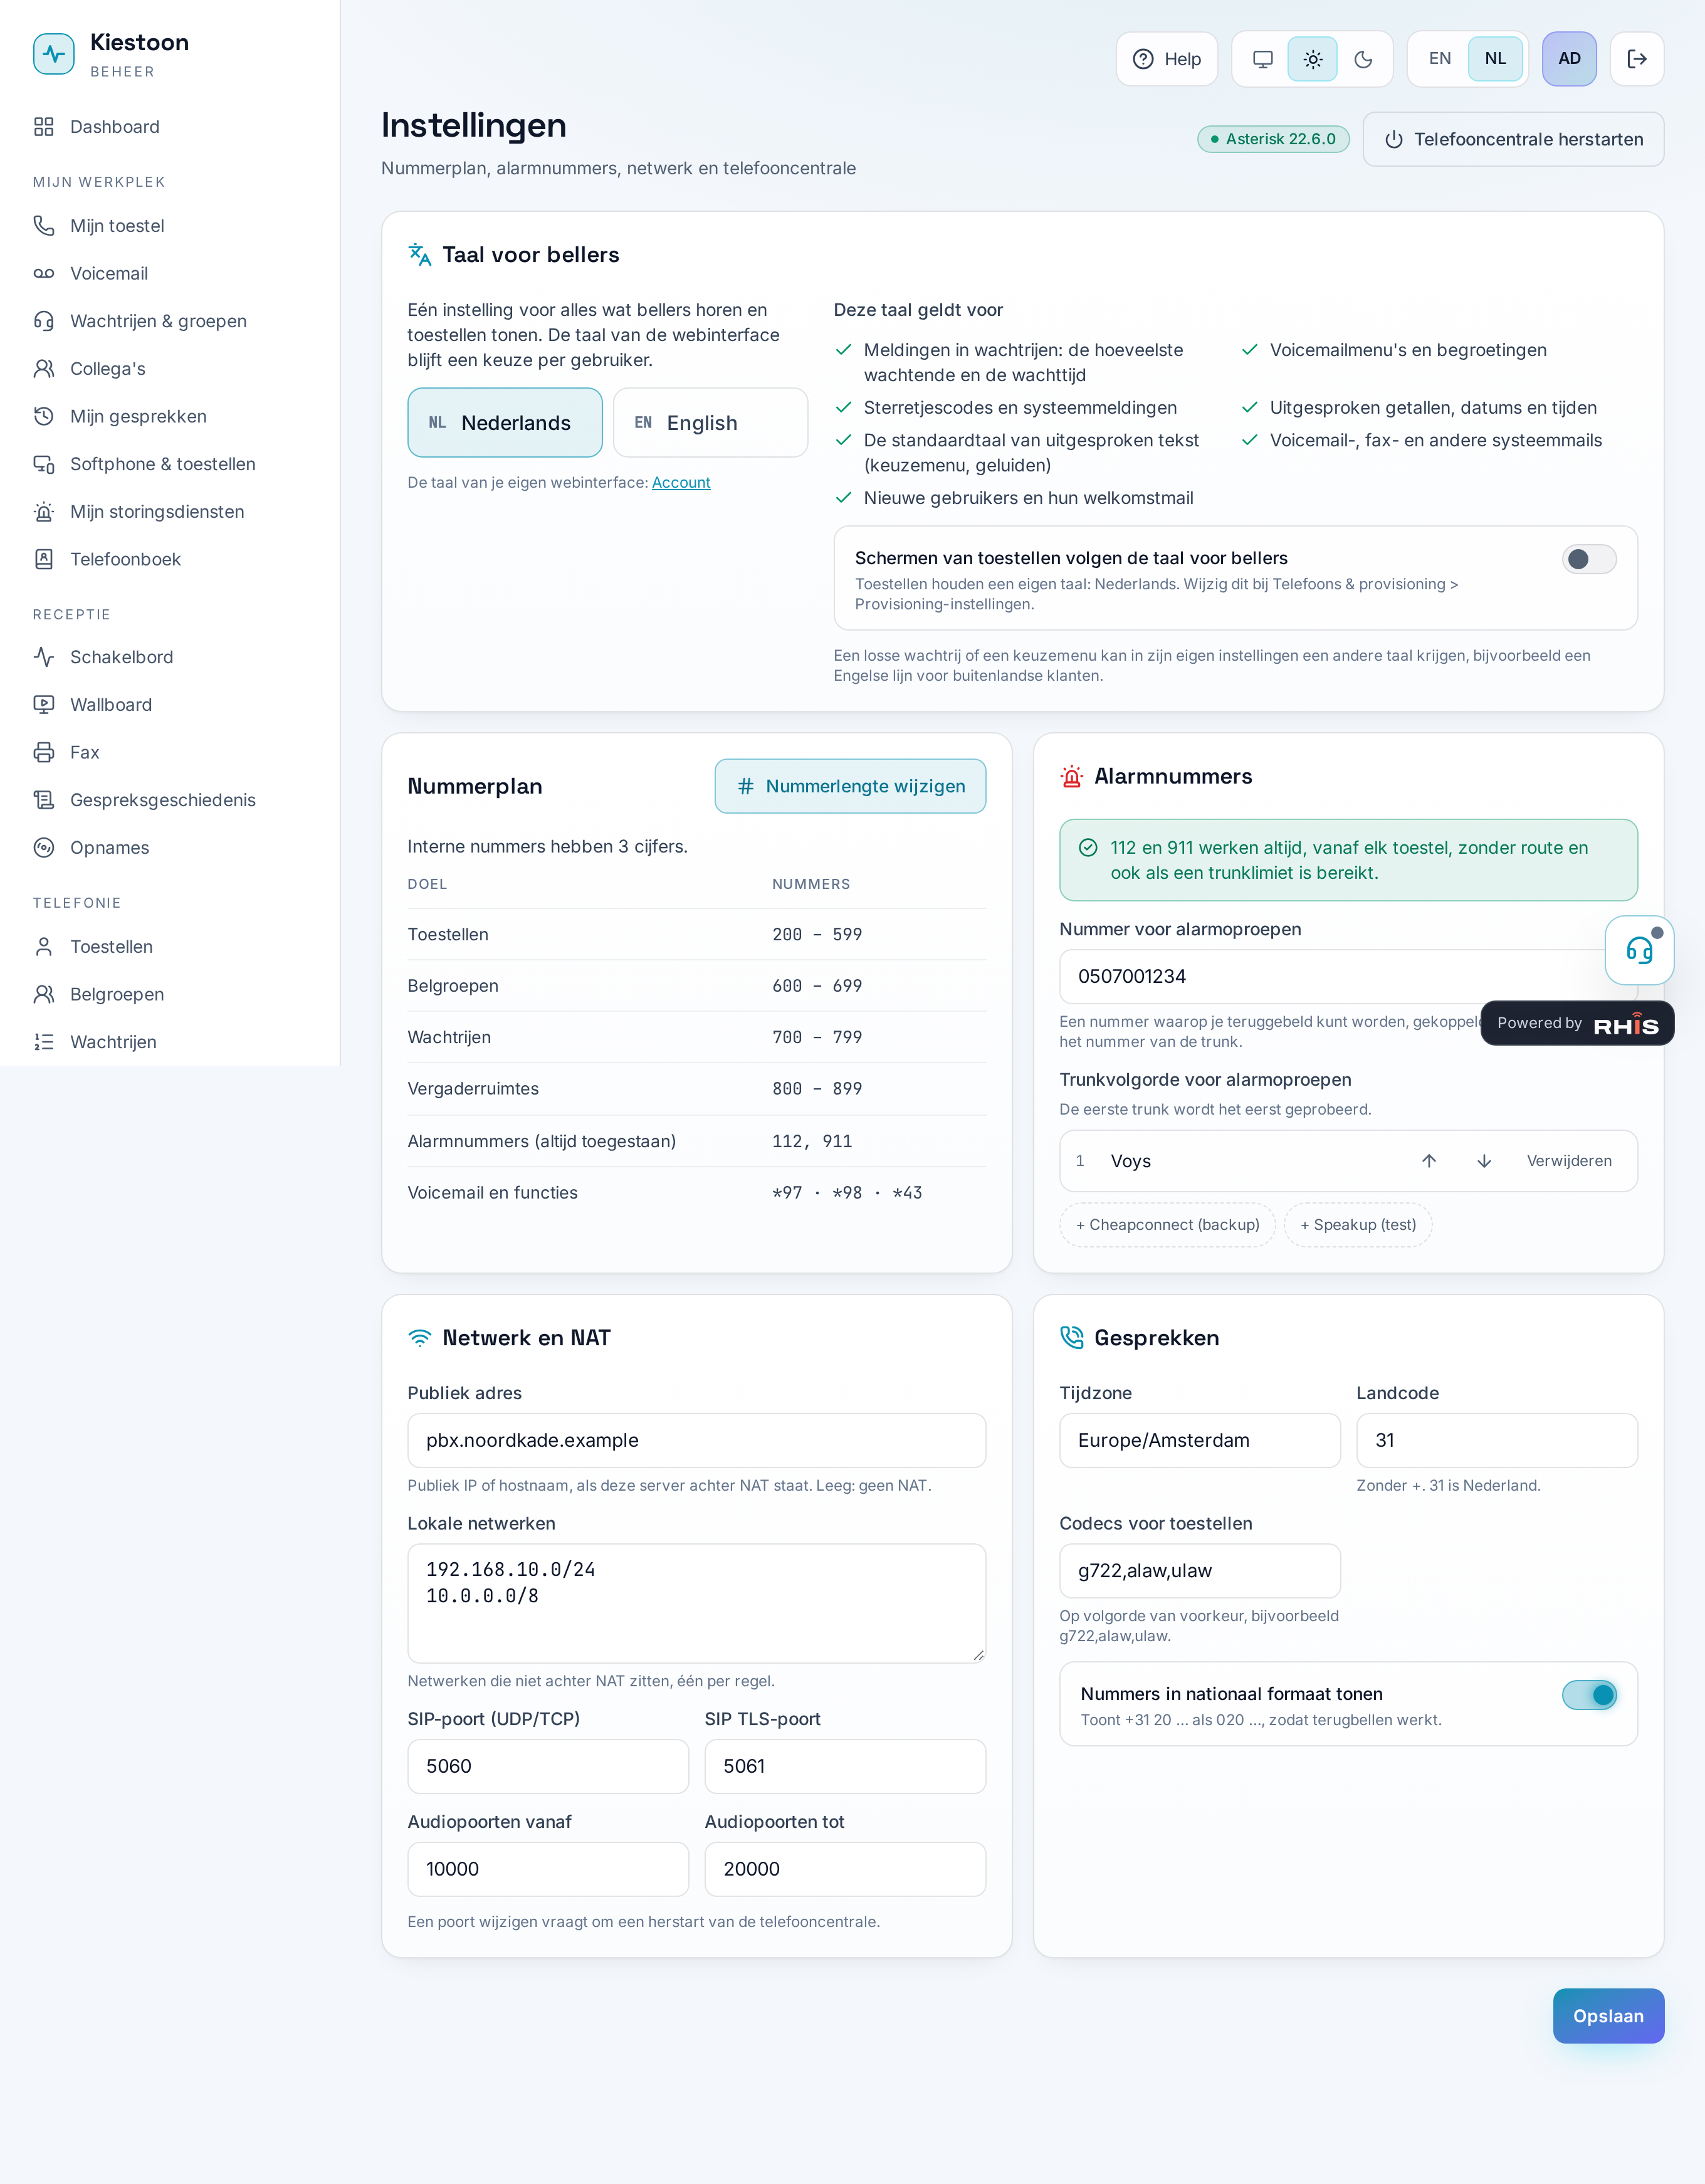 Kiestoon
BEHEER
Dashboard
MIJN WERKPLEK
Mijn toestel
Voicemail
Wachtrijen & groepen
Collega's
Mijn gesprekken
Softphone & toestellen
Mijn storingsdiensten
Telefoonboek
RECEPTIE
Schakelbord
Wallboard
Fax
Gespreksgeschiedenis
Opnames
TELEFONIE
Toestellen
Belgroepen
Wachtrijen
Help
EN
NL
AD
Instellingen
Nummerplan, alarmnummers, netwerk en telefooncentrale
Asterisk 22.6.0
Telefooncentrale herstarten
Taal voor bellers
Eén instelling voor alles wat bellers horen en
toestellen tonen. De taal van de webinterface
blijft een keuze per gebruiker.
NL Nederlands
EN English
De taal van je eigen webinterface: Account
Deze taal geldt voor
Meldingen in wachtrijen: de hoeveelste
wachtende en de wachttijd
Voicemailmenu's en begroetingen
Sterretjescodes en systeemmeldingen
Uitgesproken getallen, datums en tijden
De standaardtaal van uitgesproken tekst
(keuzemenu, geluiden)
Voicemail-, fax- en andere systeemmails
Nieuwe gebruikers en hun welkomstmail
Schermen van toestellen volgen de taal voor bellers
Toestellen houden een eigen taal: Nederlands. Wijzig dit bij Telefoons & provisioning >
Provisioning-instellingen.
Een losse wachtrij of een keuzemenu kan in zijn eigen instellingen een andere taal krijgen, bijvoorbeeld een
Engelse lijn voor buitenlandse klanten.
Nummerplan
Nummerlengte wijzigen
Interne nummers hebben 3 cijfers.
DOEL NUMMERS
Toestellen 200 – 599
Belgroepen 600 – 699
Wachtrijen 700 – 799
Vergaderruimtes 800 – 899
Alarmnummers (altijd toegestaan) 112, 911
Voicemail en functies *97 · *98 · *43
Alarmnummers
112 en 911 werken altijd, vanaf elk toestel, zonder route en
ook als een trunklimiet is bereikt.
Nummer voor alarmoproepen
0507001234
Een nummer waarop je teruggebeld kunt worden,
het nummer van de trunk.
Powered by RHIS
Trunkvolgorde voor alarmoproepen
De eerste trunk wordt het eerst geprobeerd.
1 Voys Verwijderen
+ Cheapconnect (backup)
+ Speakup (test)
Netwerk en NAT
Publiek adres
pbx.noordkade.example
Publiek IP of hostnaam, als deze server achter NAT staat. Leeg: geen NAT.
Lokale netwerken
192.168.10.0/24
10.0.0.0/8
Netwerken die niet achter NAT zitten, één per regel.
SIP-poort (UDP/TCP) SIP TLS-poort
5060 5061
Audiopoorten vanaf Audiopoorten tot
10000 20000
Een poort wijzigen vraagt om een herstart van de telefooncentrale.
Gesprekken
Tijdzone Landcode
Europe/Amsterdam 31
Zonder +. 31 is Nederland.
Codecs voor toestellen
g722,alaw,ulaw
Op volgorde van voorkeur, bijvoorbeeld
g722,alaw,ulaw.
Nummers in nationaal formaat tonen
Toont +31 20 … als 020 …, zodat terugbellen werkt.
Opslaan